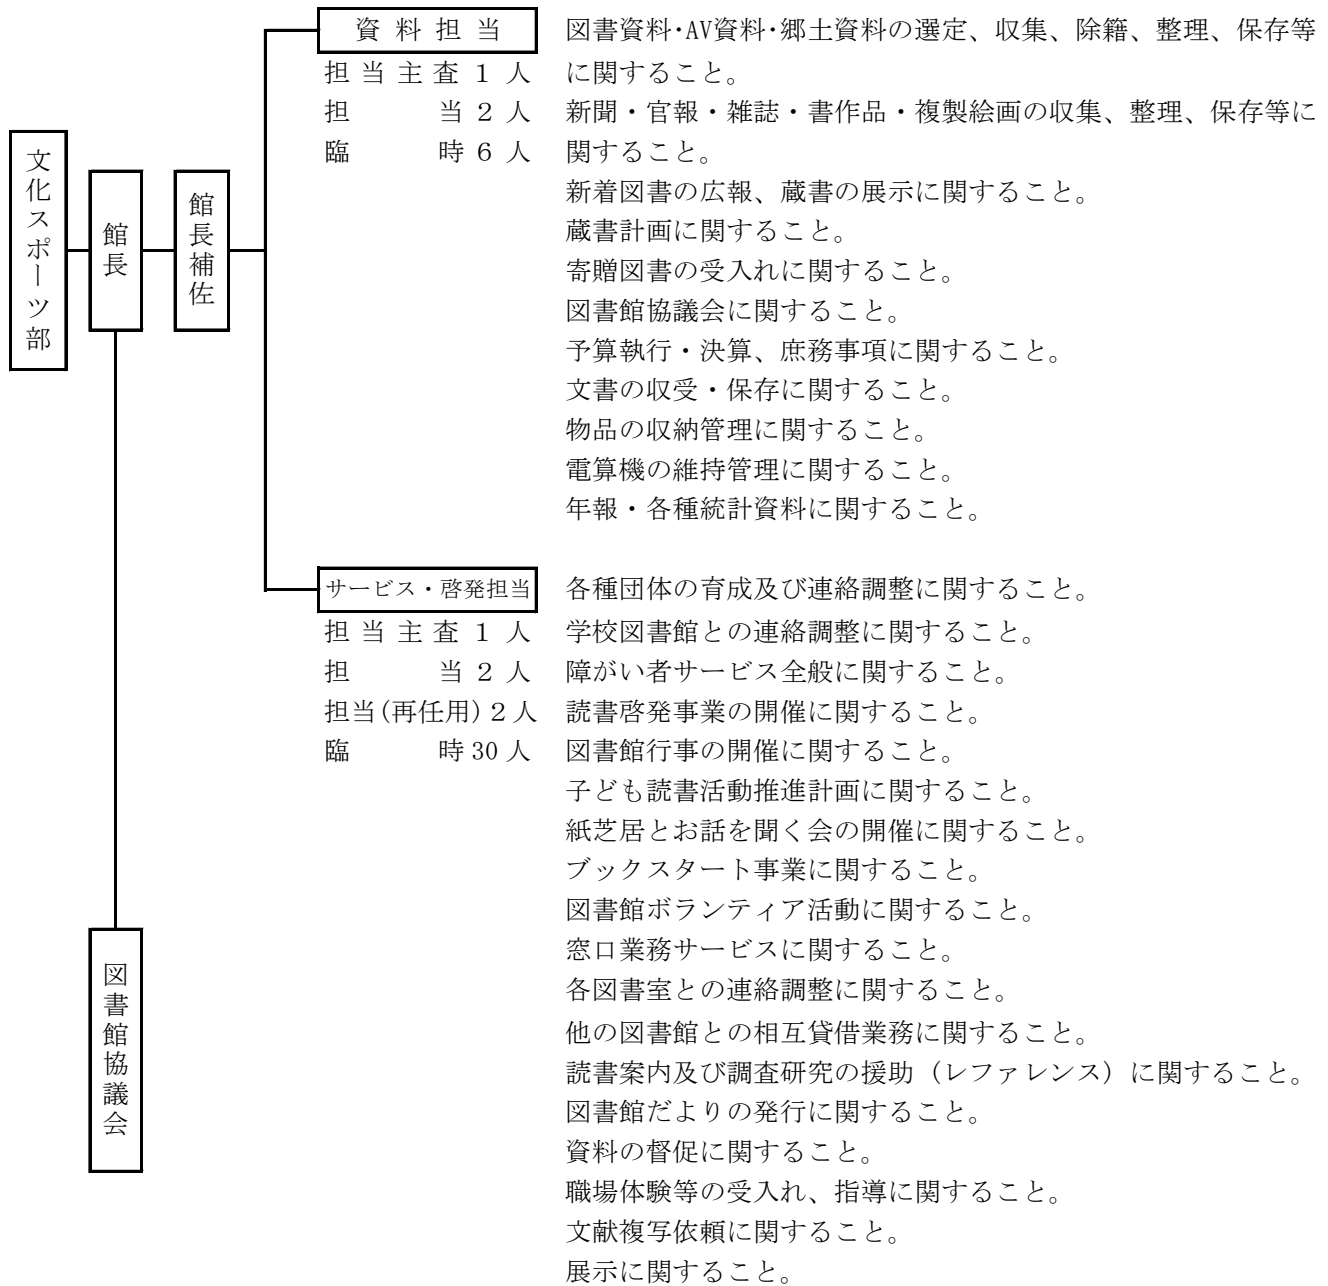 文化スポーツ部
館長
館長補佐
図書館協議会
資料担当
担当主査1人
担当2人
臨時6人
図書資料・AV資料・郷土資料の選定、収集、除籍、整理、保存等
に関すること。
新聞・官報・雑誌・書作品・複製絵画の収集、整理、保存等に
関すること。
新着図書の広報、蔵書の展示に関すること。
蔵書計画に関すること。
寄贈図書の受入れに関すること。
図書館協議会に関すること。
予算執行・決算、庶務事項に関すること。
文書の収受・保存に関すること。
物品の収納管理に関すること。
電算機の維持管理に関すること。
年報・各種統計資料に関すること。
サービス・啓発担当
担当主査1人
担当2人
担当(再任用)2人
臨時30人
各種団体の育成及び連絡調整に関すること。
学校図書館との連絡調整に関すること。
障がい者サービス全般に関すること。
読書啓発事業の開催に関すること。
図書館行事の開催に関すること。
子ども読書活動推進計画に関すること。
紙芝居とお話を聞く会の開催に関すること。
ブックスタート事業に関すること。
図書館ボランティア活動に関すること。
窓口業務サービスに関すること。
各図書室との連絡調整に関すること。
他の図書館との相互貸借業務に関すること。
読書案内及び調査研究の援助（レファレンス）に関すること。
図書館だよりの発行に関すること。
資料の督促に関すること。
職場体験等の受入れ、指導に関すること。
文献複写依頼に関すること。
展示に関すること。